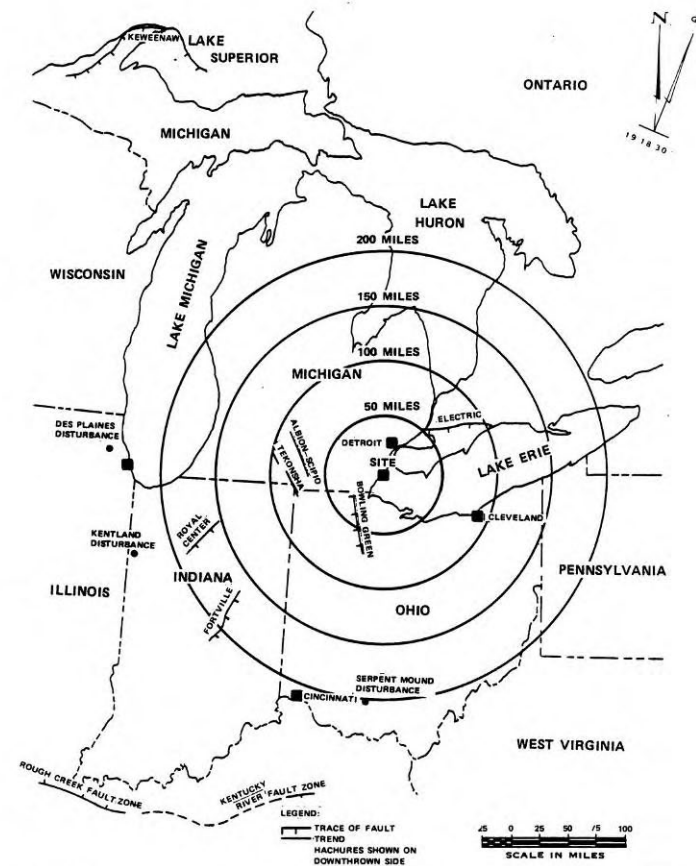 KEWEENAW
LAKE
SUPERIOR
ONTARIO
N
19 18 30
MICHIGAN
LAKE
HURON
200 MILES
WISCONSIN
LAKE MICHIGAN
150 MILES
100 MILES
MICHIGAN
50 MILES
ELECTRIC
DES PLAINES
DISTURBANCE
ALBION-SCIPIO
TEKONSHA
DETROIT
SITE
LAKE ERIE
BOWLING GREEN
CLEVELAND
ROYAL
CENTER
KENTLAND
DISTURBANCE
INDIANA
PENNSYLVANIA
ILLINOIS
FORTVILLE
OHIO
SERPENT MOUND
DISTURBANCE
CINCINNATI
WEST VIRGINIA
ROUGH CREEK FAULT ZONE
KENTUCKY
RIVER FAULT ZONE
LEGEND:
TRACE OF FAULT
TREND
HACHURES SHOWN ON
DOWNTHROWN SIDE
25 0 50 75 100
SCALE IN MILES